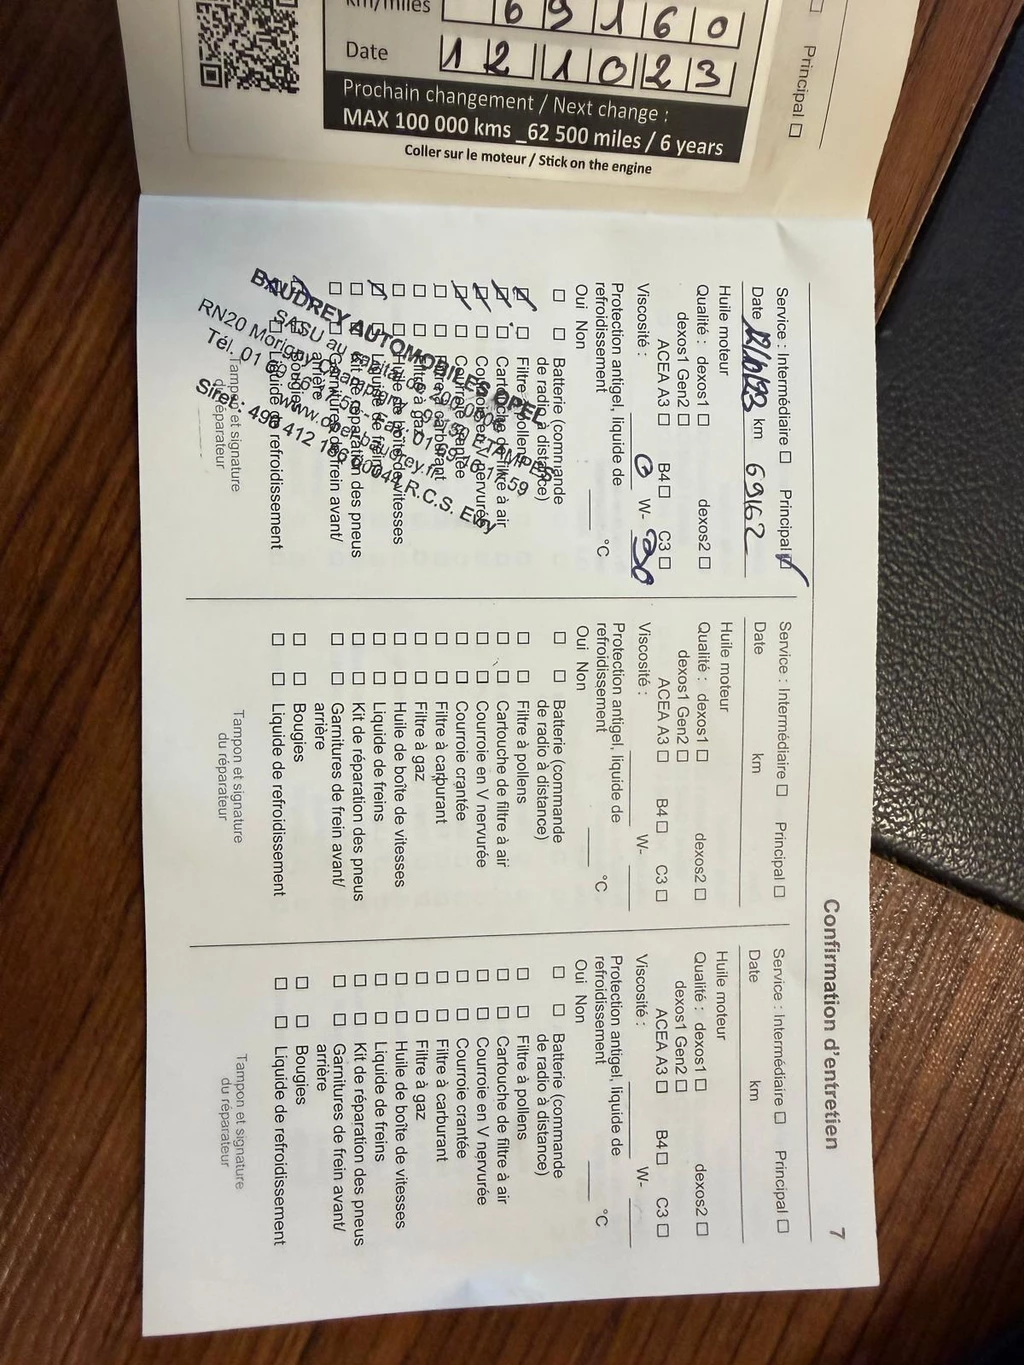 km/miles 69160
Date 12 10 23
Prochain changement / Next change :
MAX 100 000 kms _62 500 miles / 6 years
Coller sur le moteur / Stick on the engine
Principal
Confirmation d'entretien
7
Service : Intermédiaire Principal
Date km 69162
Huile moteur
Qualité : dexos1 dexos2
dexos1 Gen2
ACEA A3 B4 C3
Viscosité : 0 W- 30
Protection antigel, liquide de
refroidissement °C
Oui Non
Batterie (commande
de radio à distance)
Filtre à pollens
Cartouche de filtre à air
Courroie en V nervurée
Courroie crantée
Filtre à carburant
Filtre à gaz
Huile de boîte de vitesses
Liquide de freins
Kit de réparation des pneus
Garnitures de frein avant/
arrière
Bougies
Liquide de refroidissement
Tampon et signature
du réparateur
BAUDREY AUTOMOBILES OPEL
SASU au capital de
RN20 Morigny Champigny 91150 ETAMPES
Tél. 01
Siret : R.C.S. Evry
Service : Intermédiaire Principal
Date km
Huile moteur
Qualité : dexos1 dexos2
dexos1 Gen2
ACEA A3 B4 C3
Viscosité : W-
Protection antigel, liquide de
refroidissement °C
Oui Non
Batterie (commande
de radio à distance)
Filtre à pollens
Cartouche de filtre à air
Courroie en V nervurée
Courroie crantée
Filtre à carburant
Filtre à gaz
Huile de boîte de vitesses
Liquide de freins
Kit de réparation des pneus
Garnitures de frein avant/
arrière
Bougies
Liquide de refroidissement
Tampon et signature
du réparateur
Service : Intermédiaire Principal
Date km
Huile moteur
Qualité : dexos1 dexos2
dexos1 Gen2
ACEA A3 B4 C3
Viscosité : W-
Protection antigel, liquide de
refroidissement °C
Oui Non
Batterie (commande
de radio à distance)
Filtre à pollens
Cartouche de filtre à air
Courroie en V nervurée
Courroie crantée
Filtre à carburant
Filtre à gaz
Huile de boîte de vitesses
Liquide de freins
Kit de réparation des pneus
Garnitures de frein avant/
arrière
Bougies
Liquide de refroidissement
Tampon et signature
du réparateur